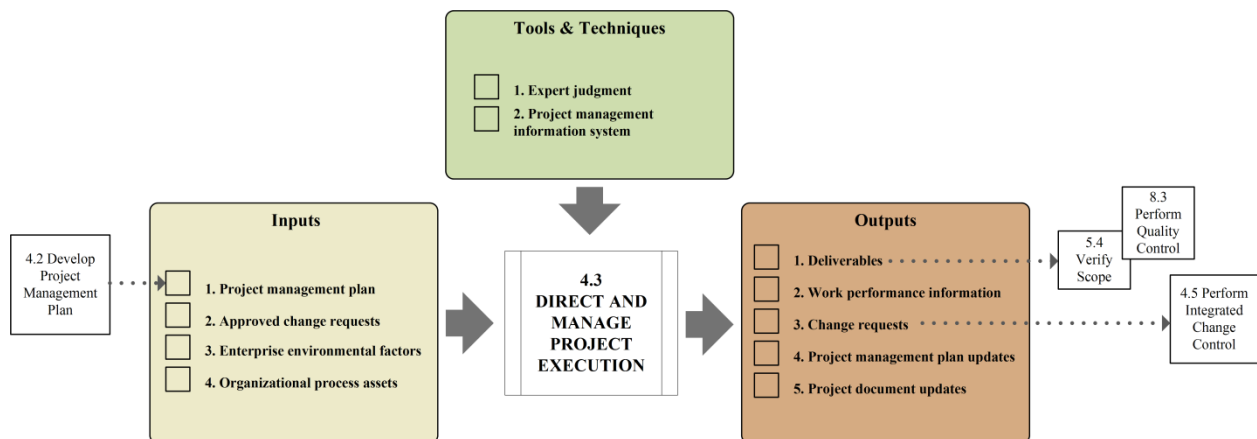 Tools & Techniques
1. Expert judgment
2. Project management
information system
4.2 Develop
Project
Management
Plan
Inputs
1. Project management plan
2. Approved change requests
3. Enterprise environmental factors
4. Organizational process assets
4.3
DIRECT AND
MANAGE
PROJECT
EXECUTION
Outputs
1. Deliverables
2. Work performance information
3. Change requests
4. Project management plan updates
5. Project document updates
5.4
Verify
Scope
8.3
Perform
Quality
Control
4.5 Perform
Integrated
Change
Control